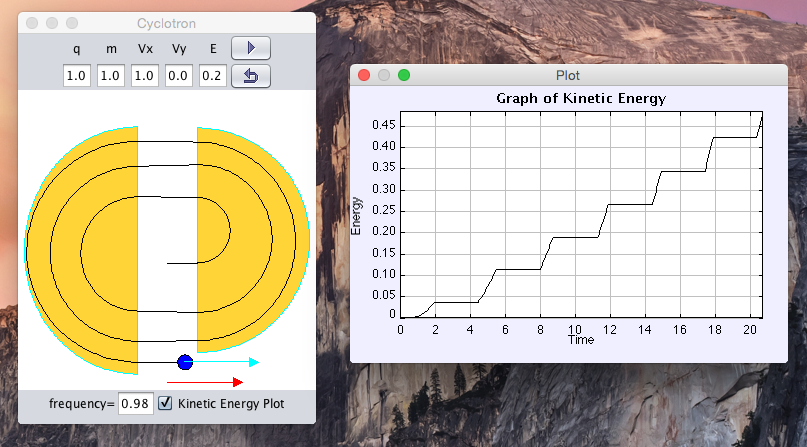 Cyclotron
q m Vx Vy E
1.0 1.0 1.0 0.0 0.2
frequency= 0.98 Kinetic Energy Plot
Plot
Graph of Kinetic Energy
Energy
0.45
0.40
0.35
0.30
0.25
0.20
0.15
0.10
0.05
0
0 2 4 6 8 10 12 14 16 18 20
Time